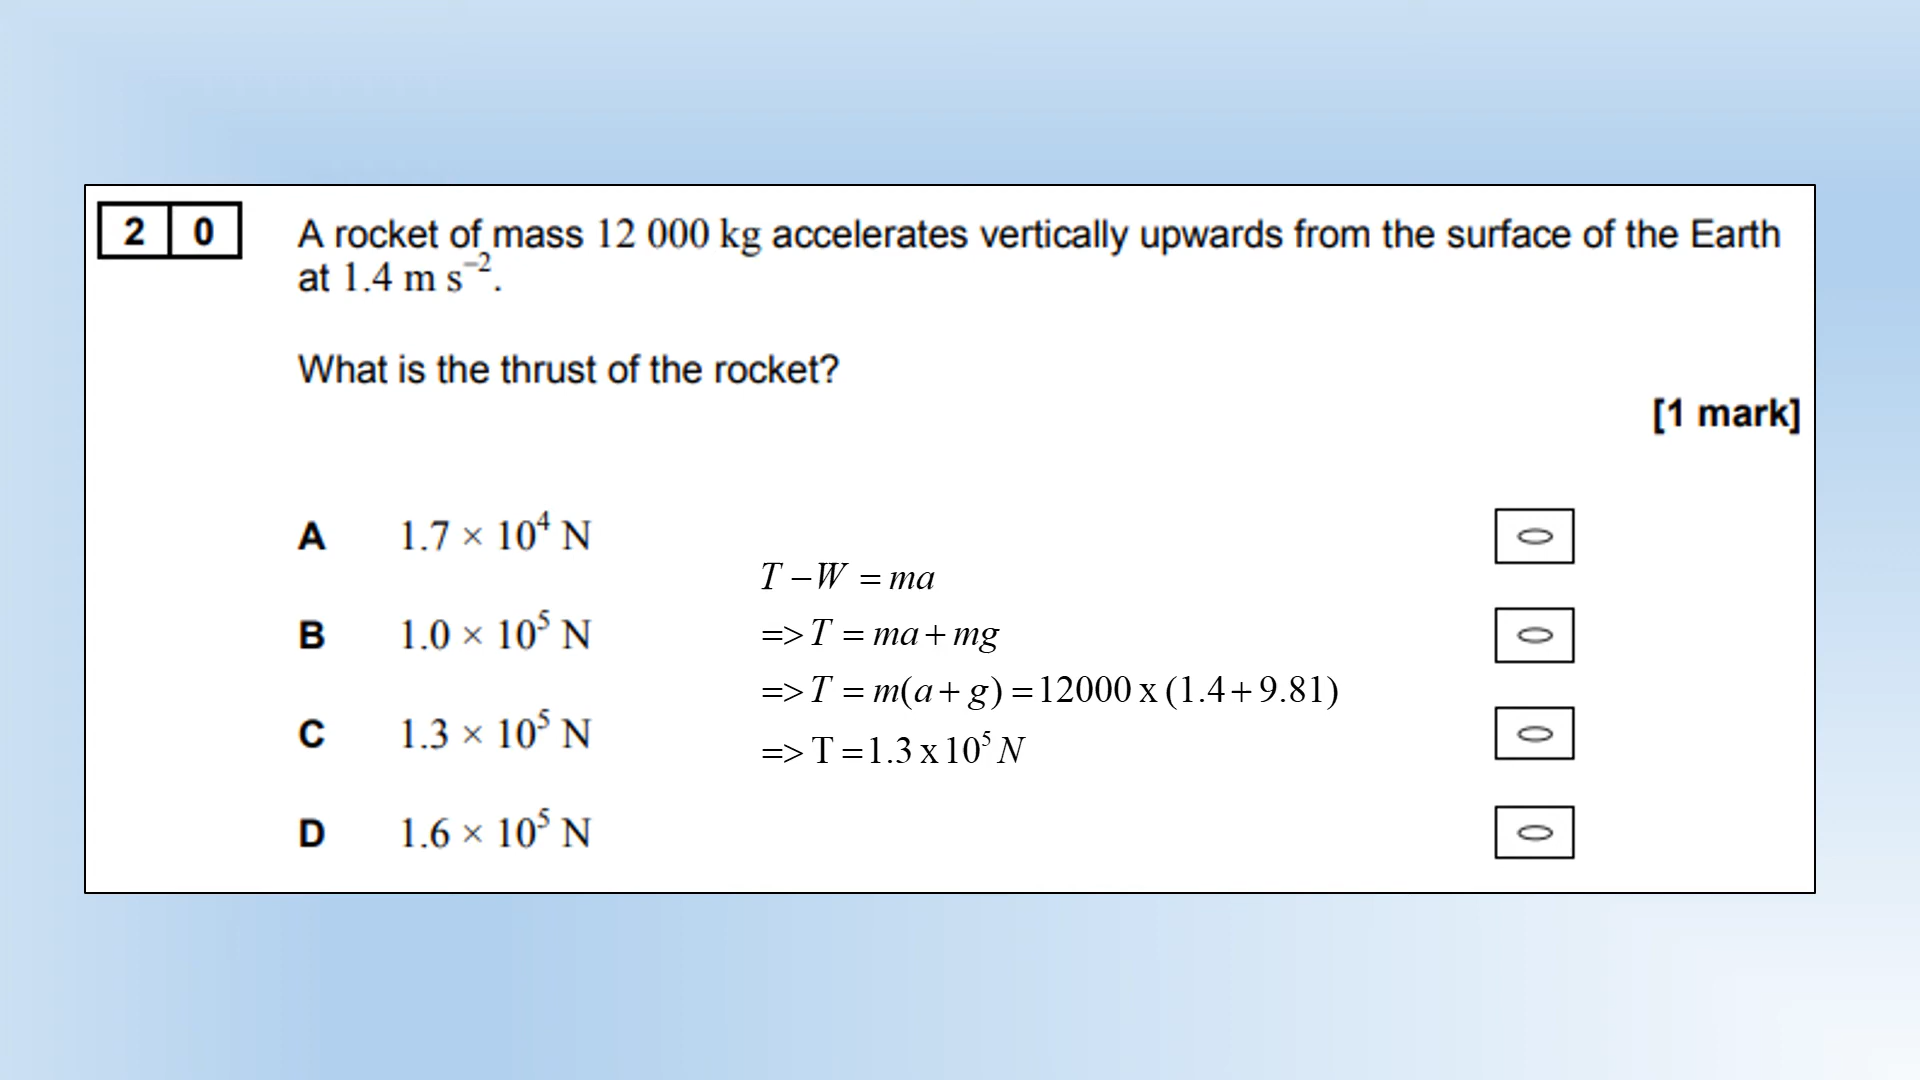 2 0
A rocket of mass 12 000 kg accelerates vertically upwards from the surface of the Earth
at 1.4 m s⁻².
What is the thrust of the rocket?
[1 mark]
A 1.7 × 10⁴ N
B 1.0 × 10⁵ N
C 1.3 × 10⁵ N
D 1.6 × 10⁵ N
T − W = ma
=> T = ma + mg
=> T = m(a + g) = 12000 x (1.4 + 9.81)
=> T = 1.3 x 10⁵ N